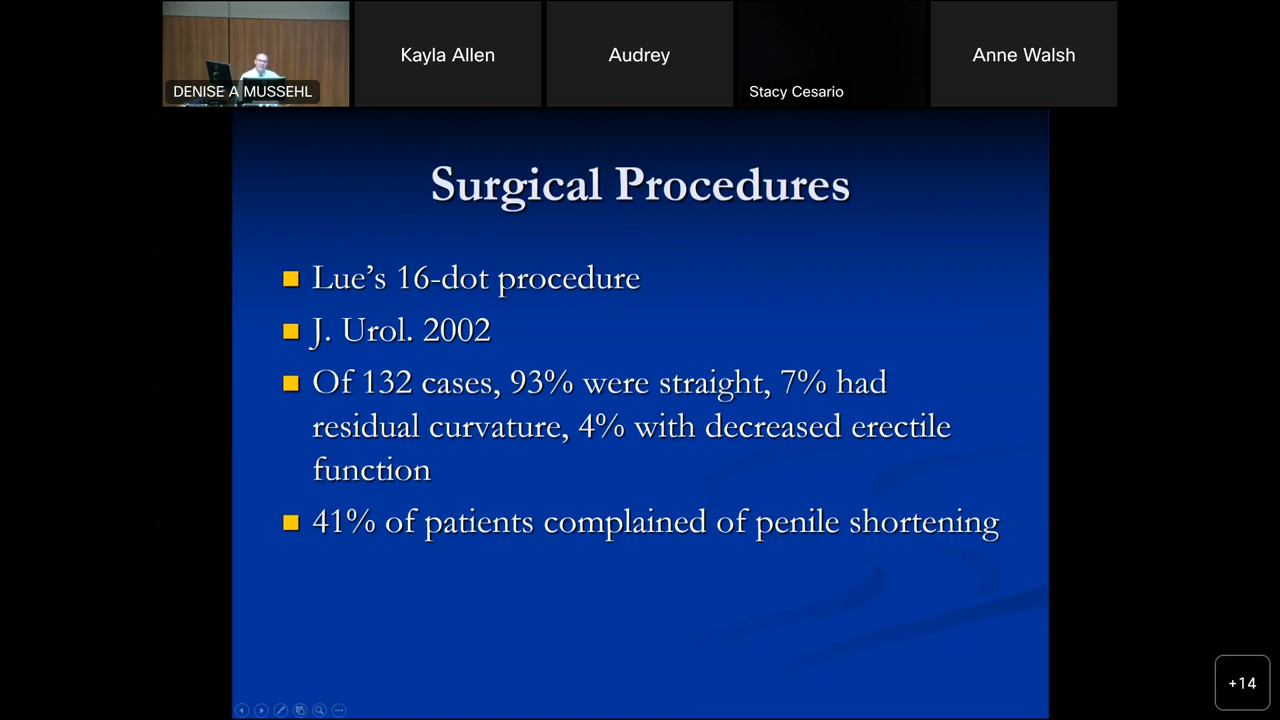 DENISE A MUSSEHL
Kayla Allen
Audrey
Stacy Cesario
Anne Walsh
Surgical Procedures
Lue's 16-dot procedure
J. Urol. 2002
Of 132 cases, 93% were straight, 7% had
residual curvature, 4% with decreased erectile
function
41% of patients complained of penile shortening
+14